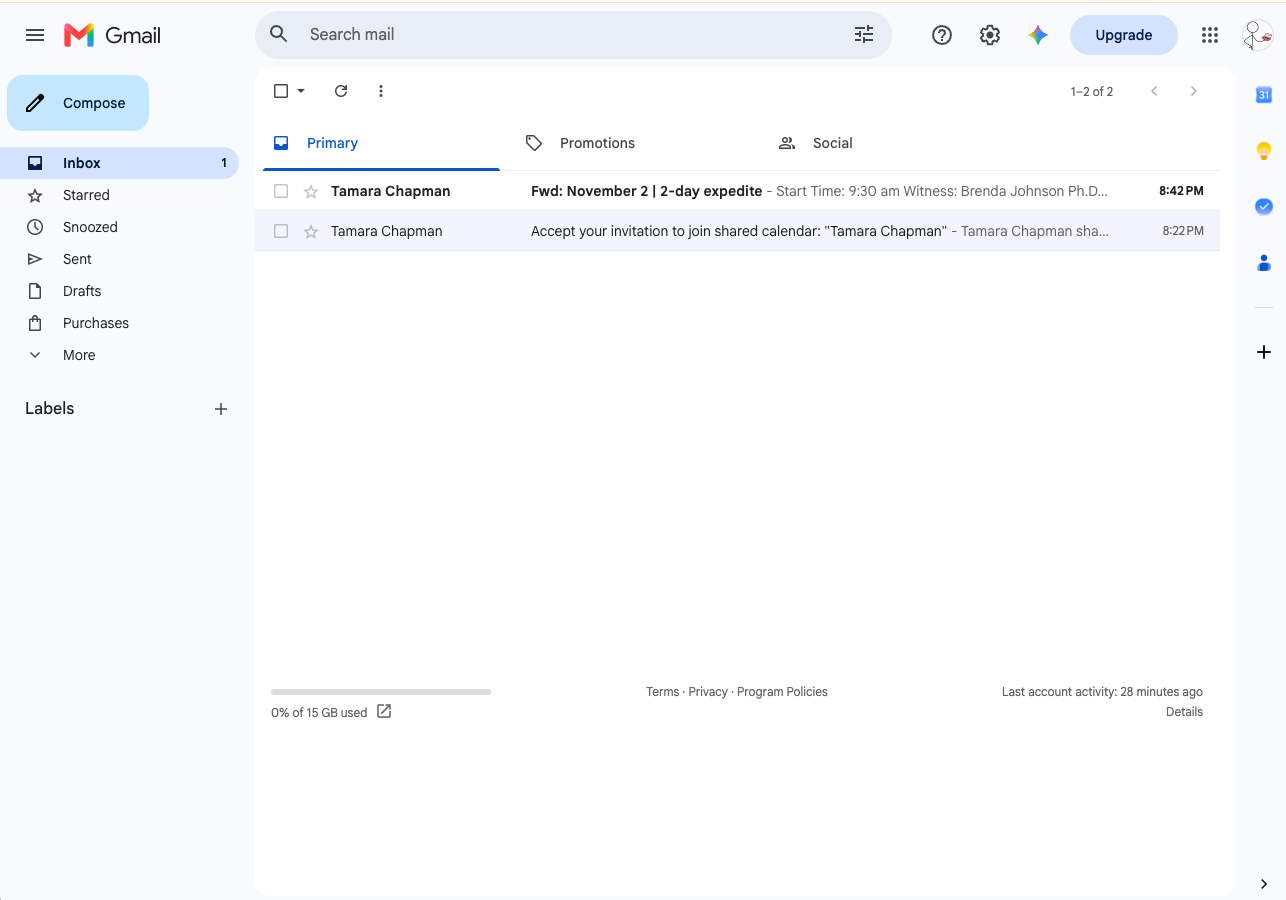 Gmail
Search mail
Upgrade
Compose
1–2 of 2
31
Primary
Promotions
Social
Inbox 1
Starred
Snoozed
Sent
Drafts
Purchases
More
Labels
Tamara Chapman Fwd: November 2 | 2-day expedite - Start Time: 9:30 am Witness: Brenda Johnson Ph.D... 8:42 PM
Tamara Chapman Accept your invitation to join shared calendar: "Tamara Chapman" - Tamara Chapman sha... 8:22 PM
0% of 15 GB used
Terms · Privacy · Program Policies
Last account activity: 28 minutes ago
Details